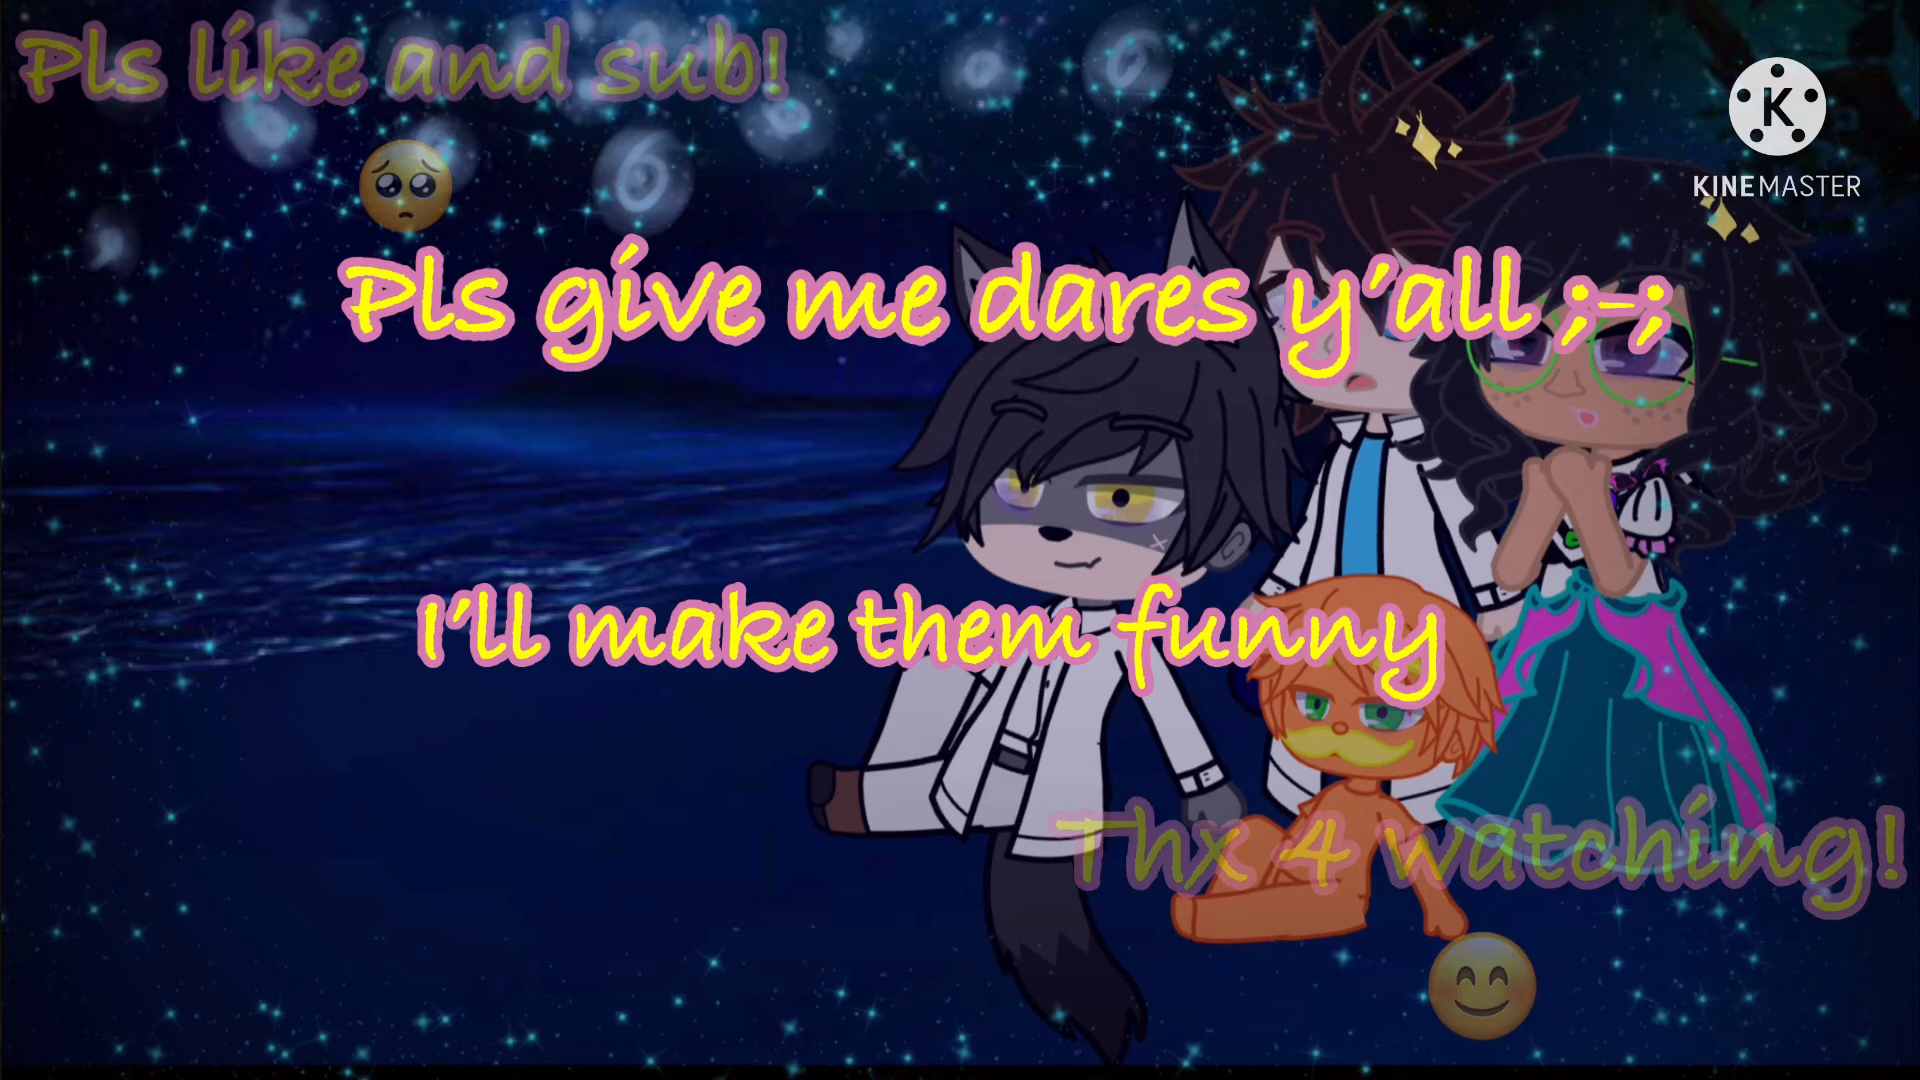 Pls like and sub!
K
KINEMASTER
Pls give me dares y'all ;-;
I'll make them funny
Thx 4 watching!